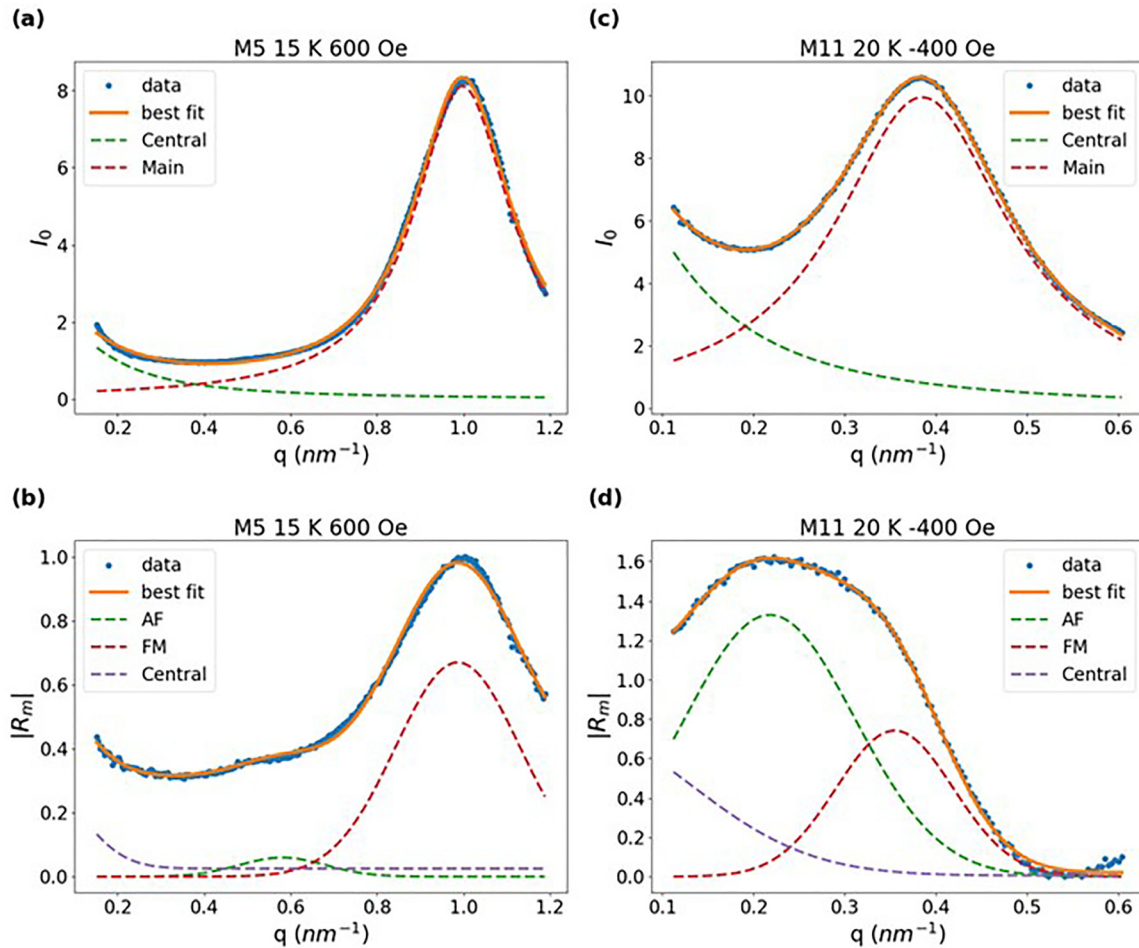 (a)
M5 15 K 600 Oe
data
best fit
Central
Main
I₀
8
6
4
2
0
0.2 0.4 0.6 0.8 1.0 1.2
q (nm⁻¹)
(c)
M11 20 K -400 Oe
data
best fit
Central
Main
I₀
10
8
6
4
2
0
0.1 0.2 0.3 0.4 0.5 0.6
q (nm⁻¹)
(b)
M5 15 K 600 Oe
data
best fit
AF
FM
Central
|Rₘ|
1.0
0.8
0.6
0.4
0.2
0.0
0.2 0.4 0.6 0.8 1.0 1.2
q (nm⁻¹)
(d)
M11 20 K -400 Oe
data
best fit
AF
FM
Central
|Rₘ|
1.6
1.4
1.2
1.0
0.8
0.6
0.4
0.2
0.0
0.1 0.2 0.3 0.4 0.5 0.6
q (nm⁻¹)